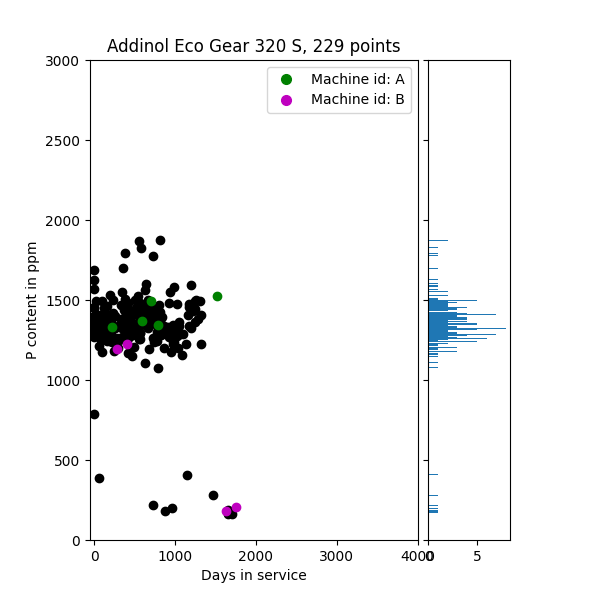 Addinol Eco Gear 320 S, 229 points
Machine id: A
Machine id: B
P content in ppm
3000
2500
2000
1500
1000
500
0
0 1000 2000 3000 4000
0 5
Days in service